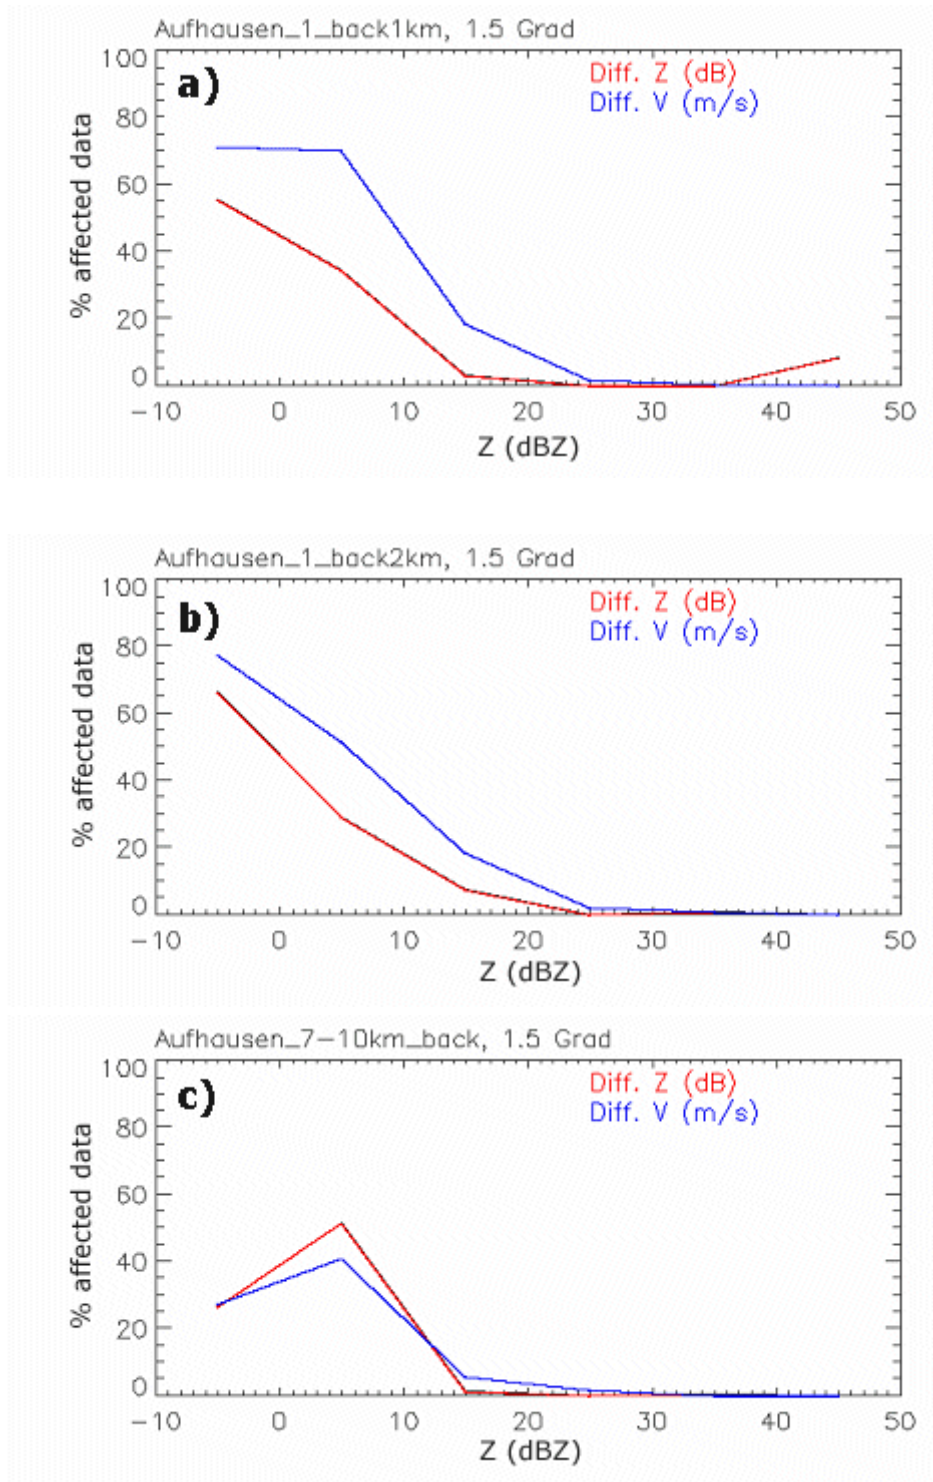 Aufhausen_1_back1km, 1.5 Grad
a)
Diff. Z (dB)
Diff. V (m/s)
% affected data
100
80
60
40
20
0
-10 0 10 20 30 40 50
Z (dBZ)
Aufhausen_1_back2km, 1.5 Grad
b)
Diff. Z (dB)
Diff. V (m/s)
% affected data
100
80
60
40
20
0
-10 0 10 20 30 40 50
Z (dBZ)
Aufhausen_7-10km_back, 1.5 Grad
c)
Diff. Z (dB)
Diff. V (m/s)
% affected data
100
80
60
40
20
0
-10 0 10 20 30 40 50
Z (dBZ)